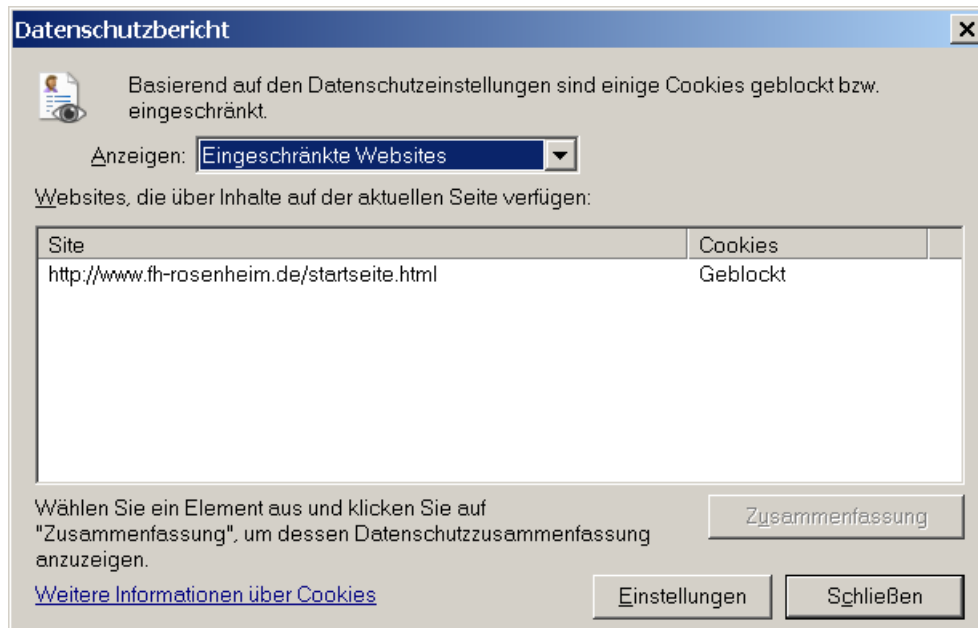 Datenschutzbericht
Basierend auf den Datenschutzeinstellungen sind einige Cookies geblockt bzw.
eingeschränkt.
Anzeigen: Eingeschränkte Websites
Websites, die über Inhalte auf der aktuellen Seite verfügen:
Site Cookies
http://www.fh-rosenheim.de/startseite.html Geblockt
Wählen Sie ein Element aus und klicken Sie auf
"Zusammenfassung", um dessen Datenschutzzusammenfassung
anzuzeigen.
Zusammenfassung
Weitere Informationen über Cookies
Einstellungen
Schließen